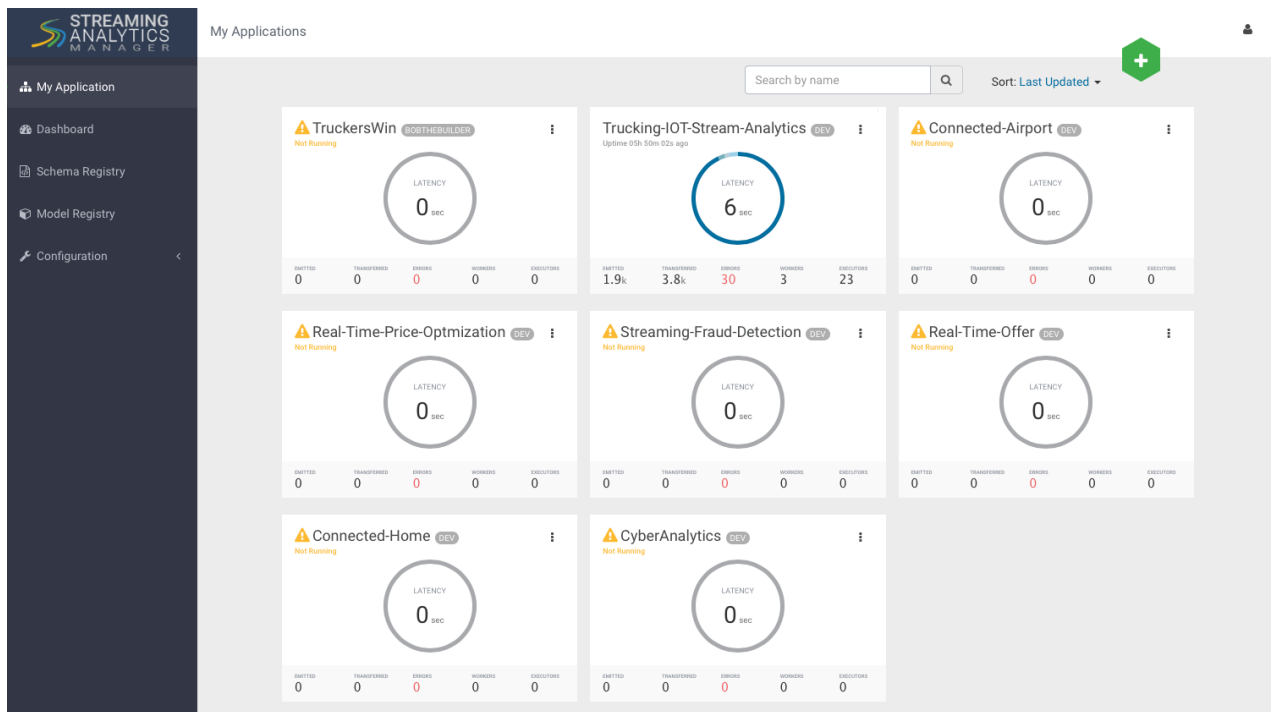 STREAMING
ANALYTICS
MANAGER
My Applications
My Application
Dashboard
Schema Registry
Model Registry
Configuration
Search by name
Sort: Last Updated
TruckersWin BOBTHEBUILDER
Not Running
LATENCY
0 sec
EMITTED TRANSFERRED ERRORS WORKERS EXECUTORS
0 0 0 0 0
Trucking-IOT-Stream-Analytics DEV
Uptime 05h 50m 02s ago
LATENCY
6 sec
EMITTED TRANSFERRED ERRORS WORKERS EXECUTORS
1.9k 3.8k 30 3 23
Connected-Airport DEV
Not Running
LATENCY
0 sec
EMITTED TRANSFERRED ERRORS WORKERS EXECUTORS
0 0 0 0 0
Real-Time-Price-Optmization DEV
Not Running
LATENCY
0 sec
EMITTED TRANSFERRED ERRORS WORKERS EXECUTORS
0 0 0 0 0
Streaming-Fraud-Detection DEV
Not Running
LATENCY
0 sec
EMITTED TRANSFERRED ERRORS WORKERS EXECUTORS
0 0 0 0 0
Real-Time-Offer DEV
Not Running
LATENCY
0 sec
EMITTED TRANSFERRED ERRORS WORKERS EXECUTORS
0 0 0 0 0
Connected-Home DEV
Not Running
LATENCY
0 sec
EMITTED TRANSFERRED ERRORS WORKERS EXECUTORS
0 0 0 0 0
CyberAnalytics DEV
Not Running
LATENCY
0 sec
EMITTED TRANSFERRED ERRORS WORKERS EXECUTORS
0 0 0 0 0